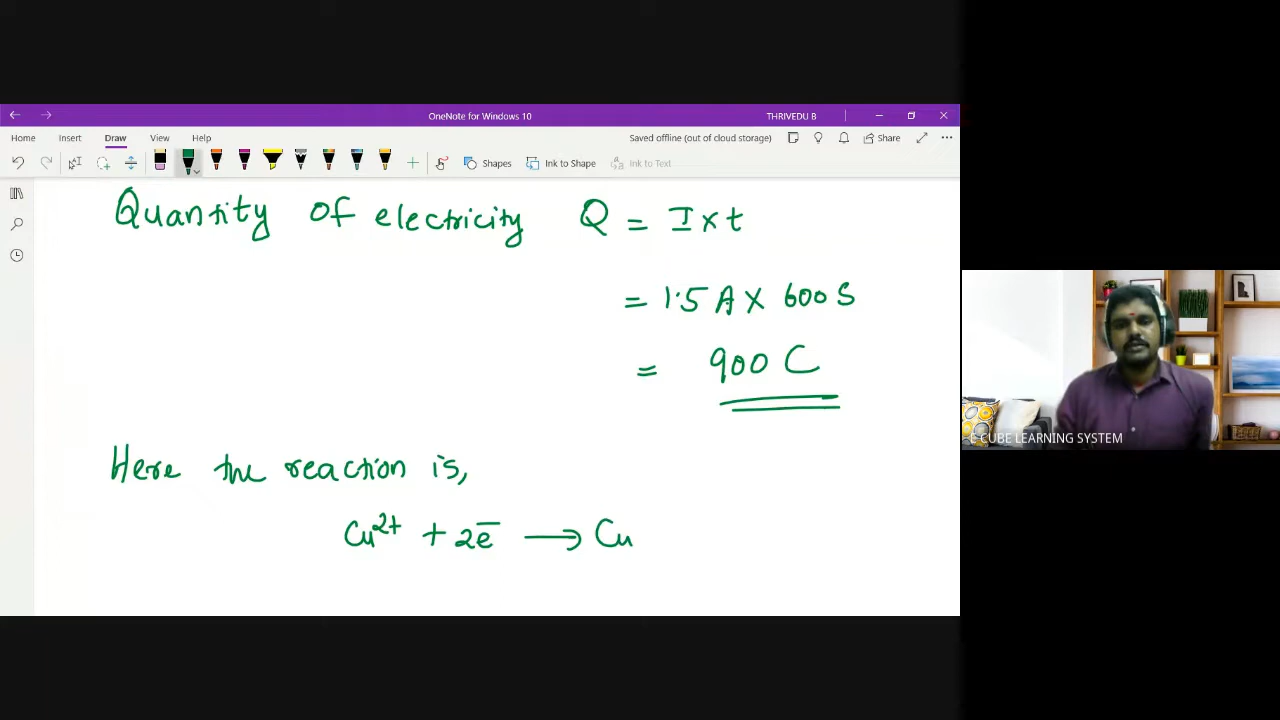 OneNote for Windows 10
THRIVEDU B
Home Insert Draw View Help
Saved offline (out of cloud storage)
Share
Shapes
Ink to Shape
Ink to Text
Quantity of electricity Q = I x t
= 1.5 A X 600 S
= 900 C
Here the reaction is,
Cu²⁺ + 2e⁻ → Cu
E CUBE LEARNING SYSTEM